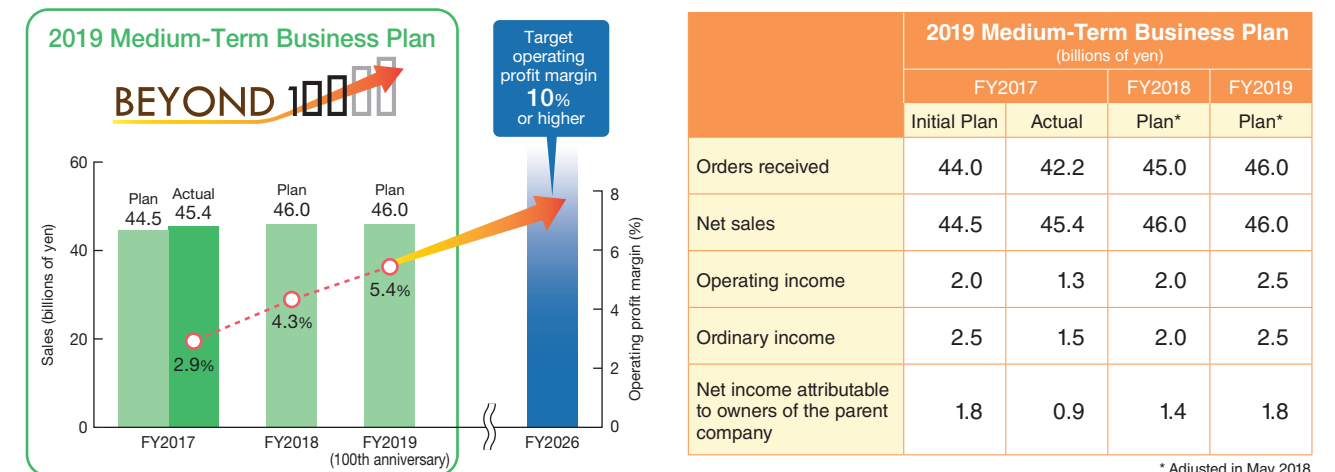 2019 Medium-Term Business Plan
BEYOND 100
Target
operating
profit margin
10%
or higher
Sales (billions of yen)
60
40
20
0
Plan
44.5
Actual
45.4
Plan
46.0
Plan
46.0
2.9%
4.3%
5.4%
8
6
4
2
0
Operating profit margin (%)
FY2017
FY2018
FY2019
(100th anniversary)
FY2026
2019 Medium-Term Business Plan
(billions of yen)
FY2017 FY2018 FY2019
Initial Plan Actual Plan* Plan*
Orders received 44.0 42.2 45.0 46.0
Net sales 44.5 45.4 46.0 46.0
Operating income 2.0 1.3 2.0 2.5
Ordinary income 2.5 1.5 2.0 2.5
Net income attributable
to owners of the parent 1.8 0.9 1.4 1.8
company
* Adjusted in May 2018